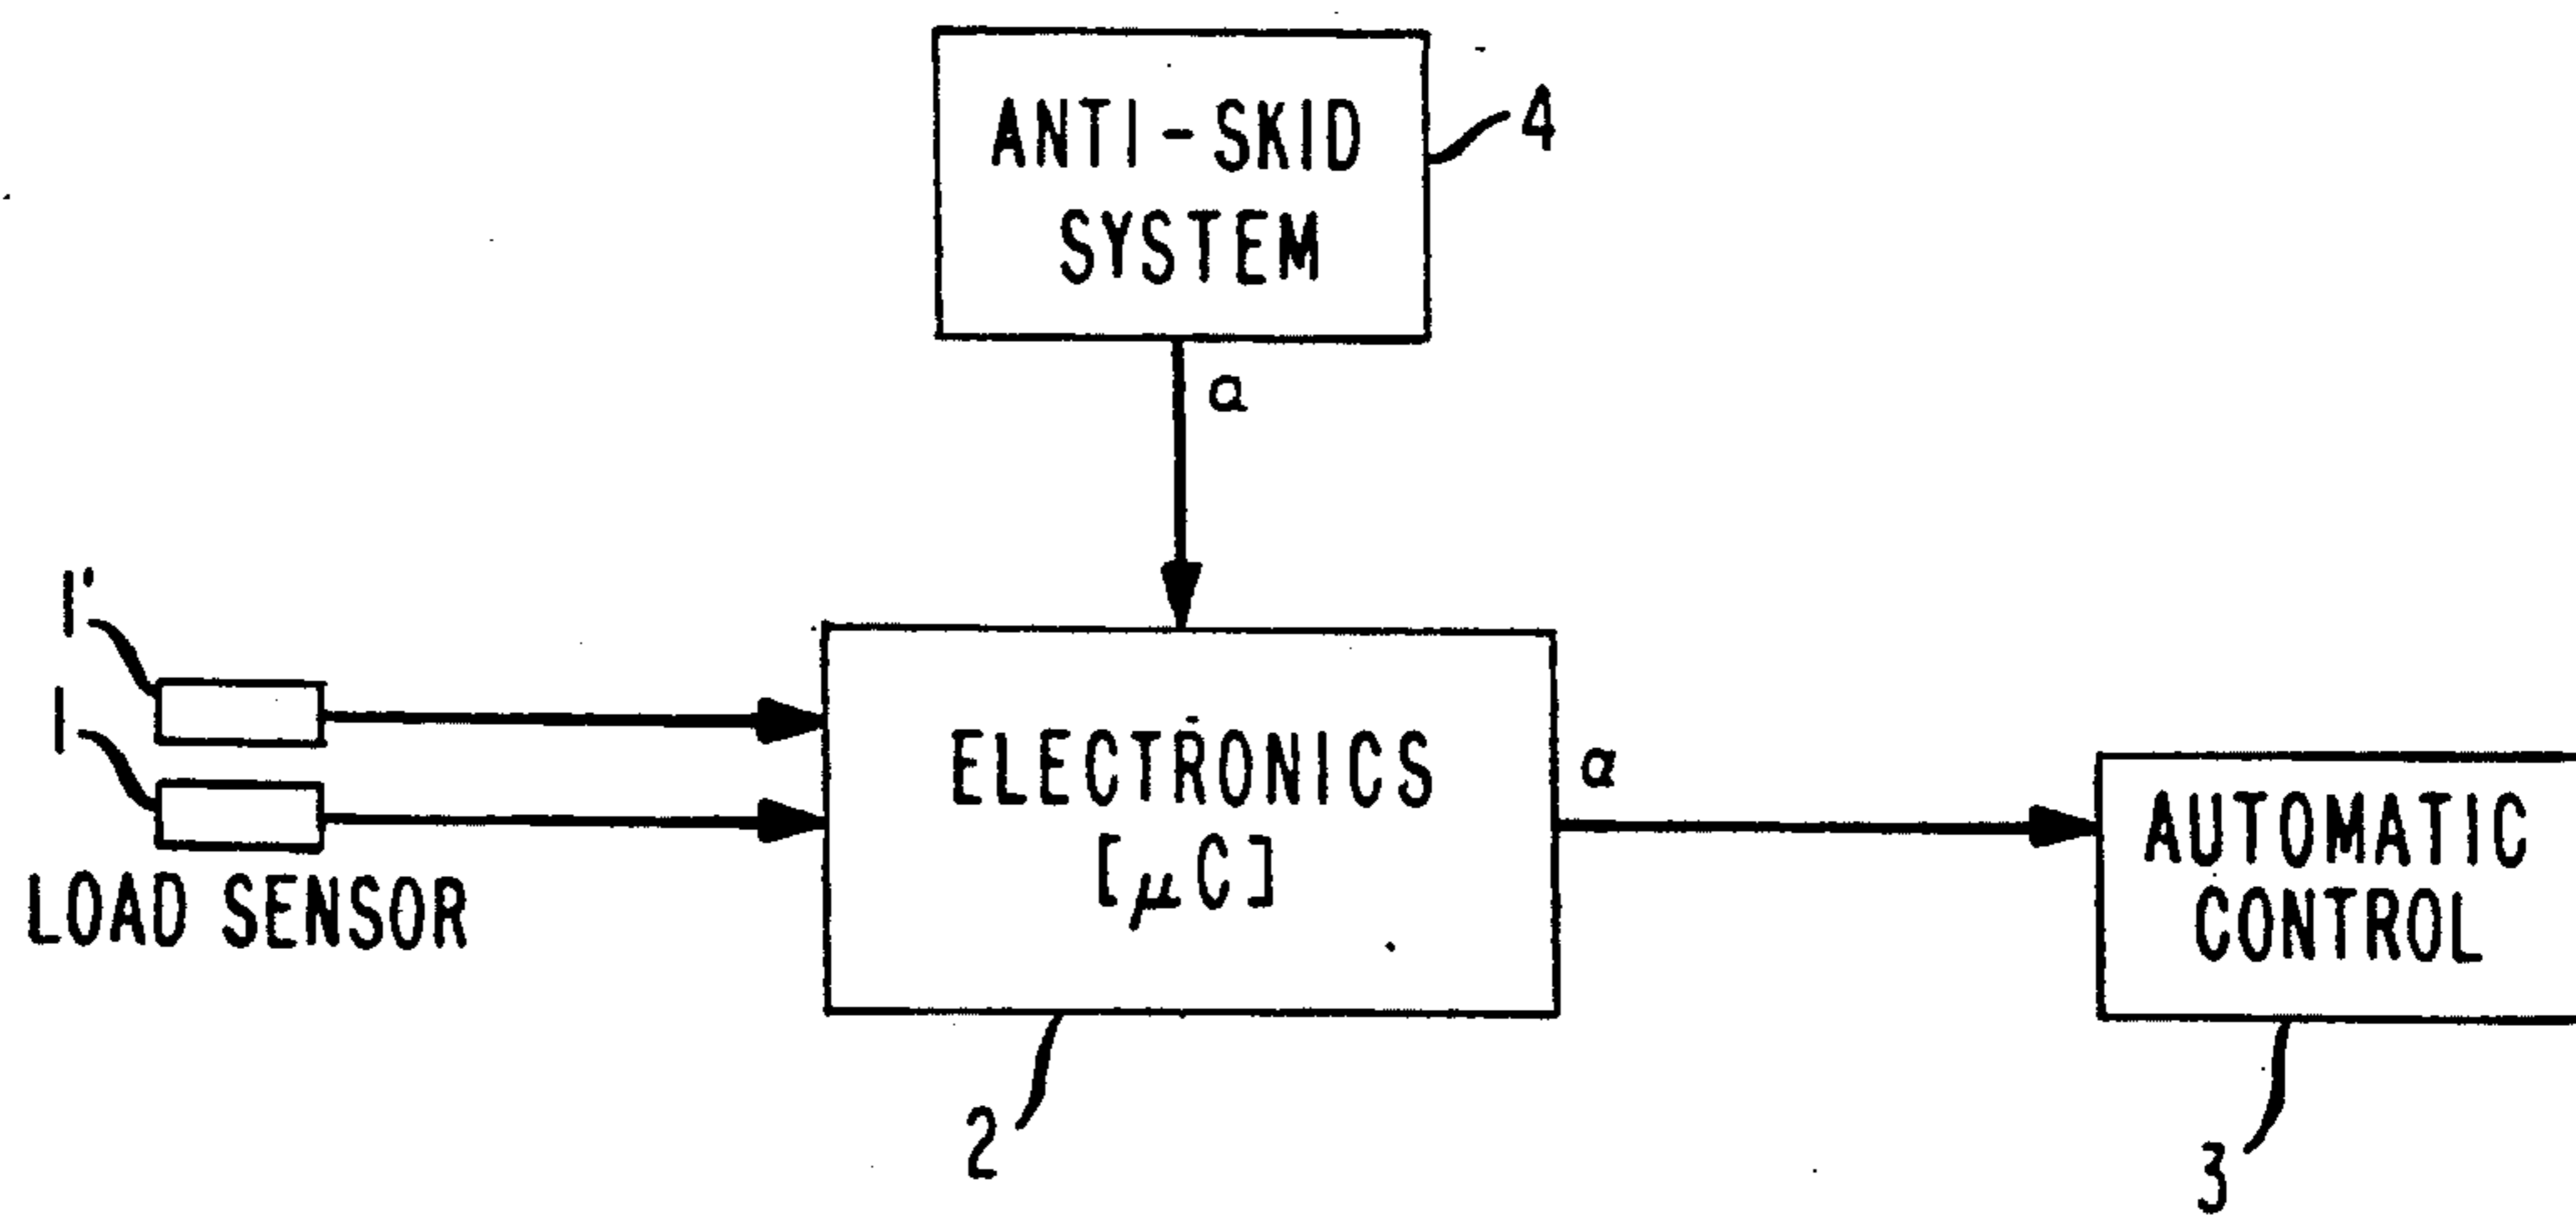 ANTI-SKID
SYSTEM
4
a
1'
1
LOAD SENSOR
ELECTRONICS
[μC]
α
AUTOMATIC
CONTROL
2
3